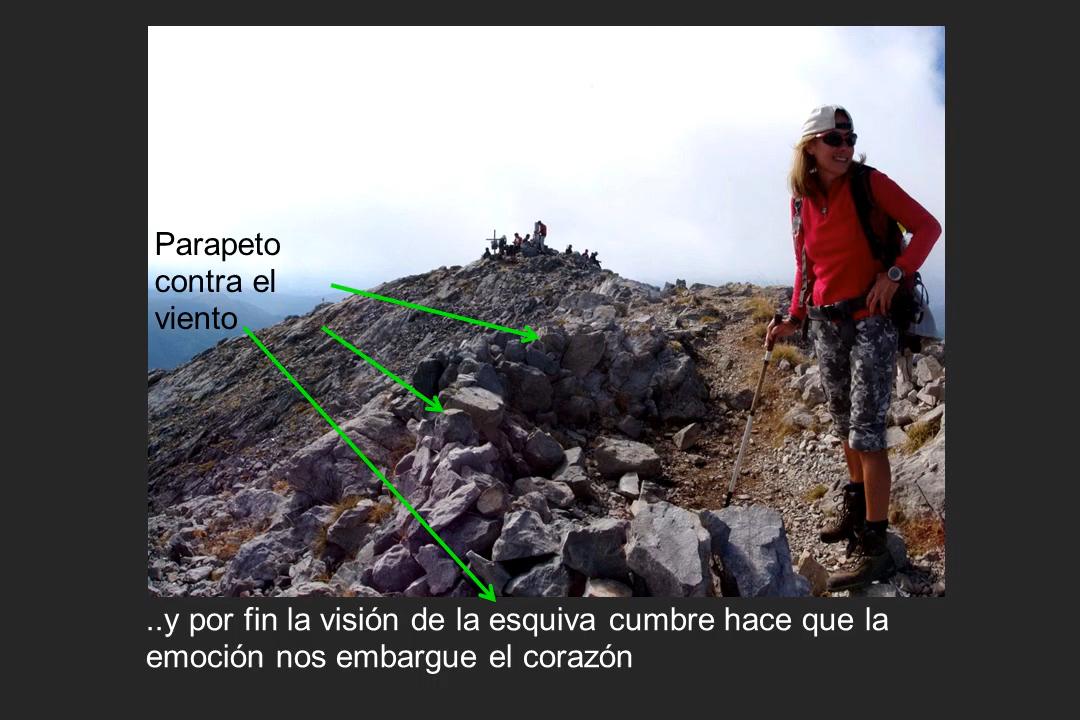 Parapeto
contra el
viento
..y por fin la visión de la esquiva cumbre hace que la
emoción nos embargue el corazón